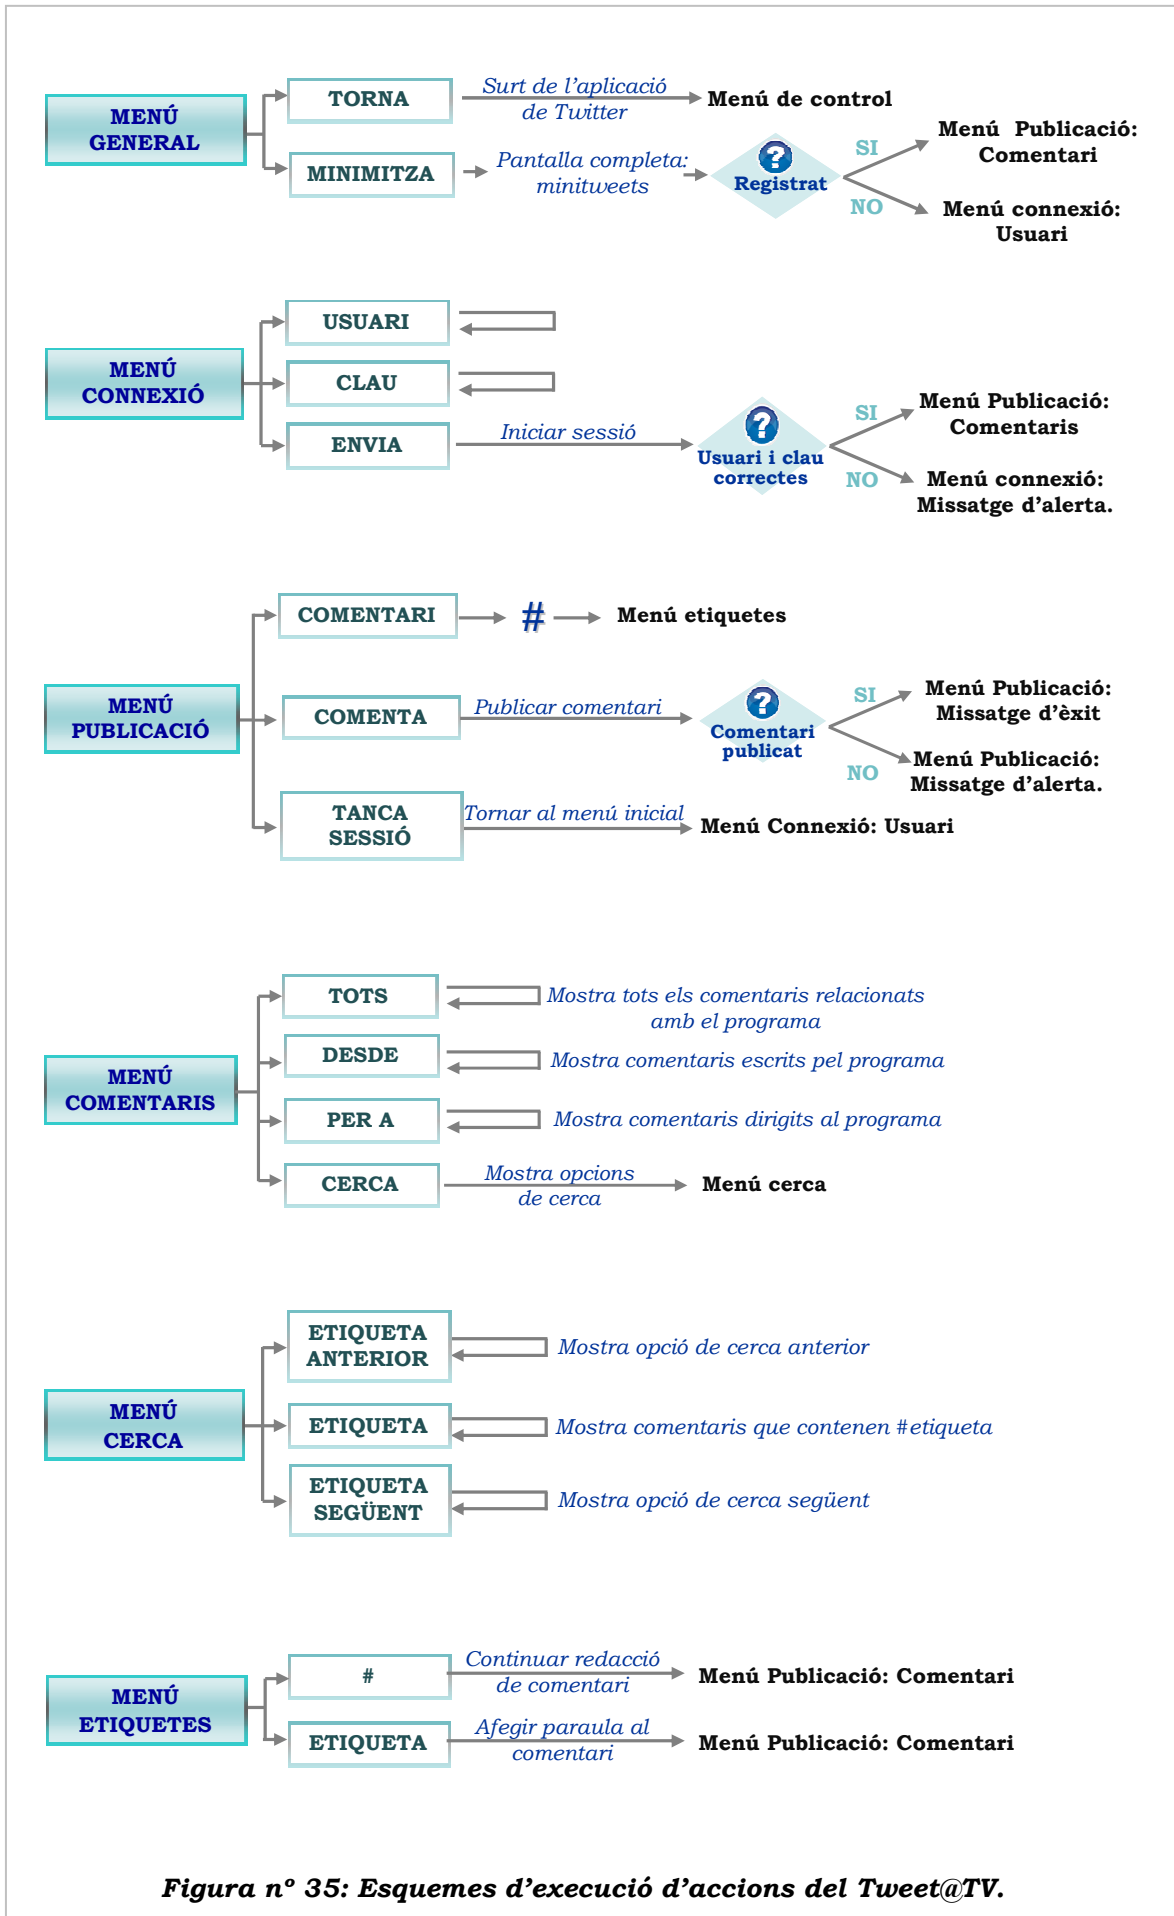 MENÚ
GENERAL
TORNA
Surt de l'aplicació
de Twitter
Menú de control
MINIMITZA
Pantalla completa:
minitweets
?
Registrat
SI
Menú Publicació:
Comentari
NO
Menú connexió:
Usuari
MENÚ
CONNEXIÓ
USUARI
CLAU
ENVIA
Iniciar sessió
?
Usuari i clau
correctes
SI
Menú Publicació:
Comentaris
NO
Menú connexió:
Missatge d'alerta.
MENÚ
PUBLICACIÓ
COMENTARI
#
Menú etiquetes
COMENTA
Publicar comentari
?
Comentari
publicat
SI
Menú Publicació:
Missatge d'èxit
NO
Menú Publicació:
Missatge d'alerta.
TANCA
SESSIÓ
Tornar al menú inicial
Menú Connexió: Usuari
MENÚ
COMENTARIS
TOTS
Mostra tots els comentaris relacionats
amb el programa
DESDE
Mostra comentaris escrits pel programa
PER A
Mostra comentaris dirigits al programa
CERCA
Mostra opcions
de cerca
Menú cerca
MENÚ
CERCA
ETIQUETA
ANTERIOR
Mostra opció de cerca anterior
ETIQUETA
Mostra comentaris que contenen #etiqueta
ETIQUETA
SEGÜENT
Mostra opció de cerca següent
MENÚ
ETIQUETES
#
Continuar redacció
de comentari
Menú Publicació: Comentari
ETIQUETA
Afegir paraula al
comentari
Menú Publicació: Comentari
Figura nº 35: Esquemes d'execució d'accions del Tweet@TV.